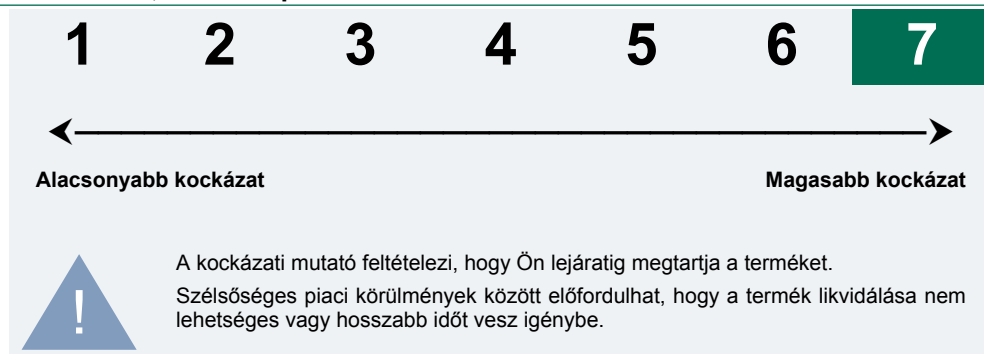 1 2 3 4 5 6 7
Alacsonyabb kockázat Magasabb kockázat
A kockázati mutató feltételezi, hogy Ön lejáratig megtartja a terméket.
Szélsőséges piaci körülmények között előfordulhat, hogy a termék likvidálása nem
lehetséges vagy hosszabb időt vesz igénybe.
!